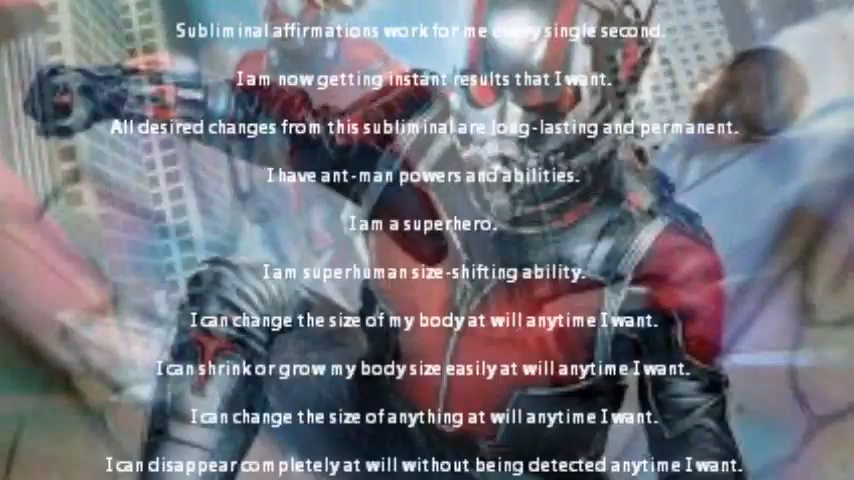 Subliminal affirmations work for me every single second.
I am now getting instant results that I want.
All desired changes from this subliminal are long-lasting and permanent.
I have ant-man powers and abilities.
I am a superhero.
I am superhuman size-shifting ability.
I can change the size of my body at will anytime I want.
I can shrink or grow my body size easily at will anytime I want.
I can change the size of anything at will anytime I want.
I can disappear completely at will without being detected anytime I want.